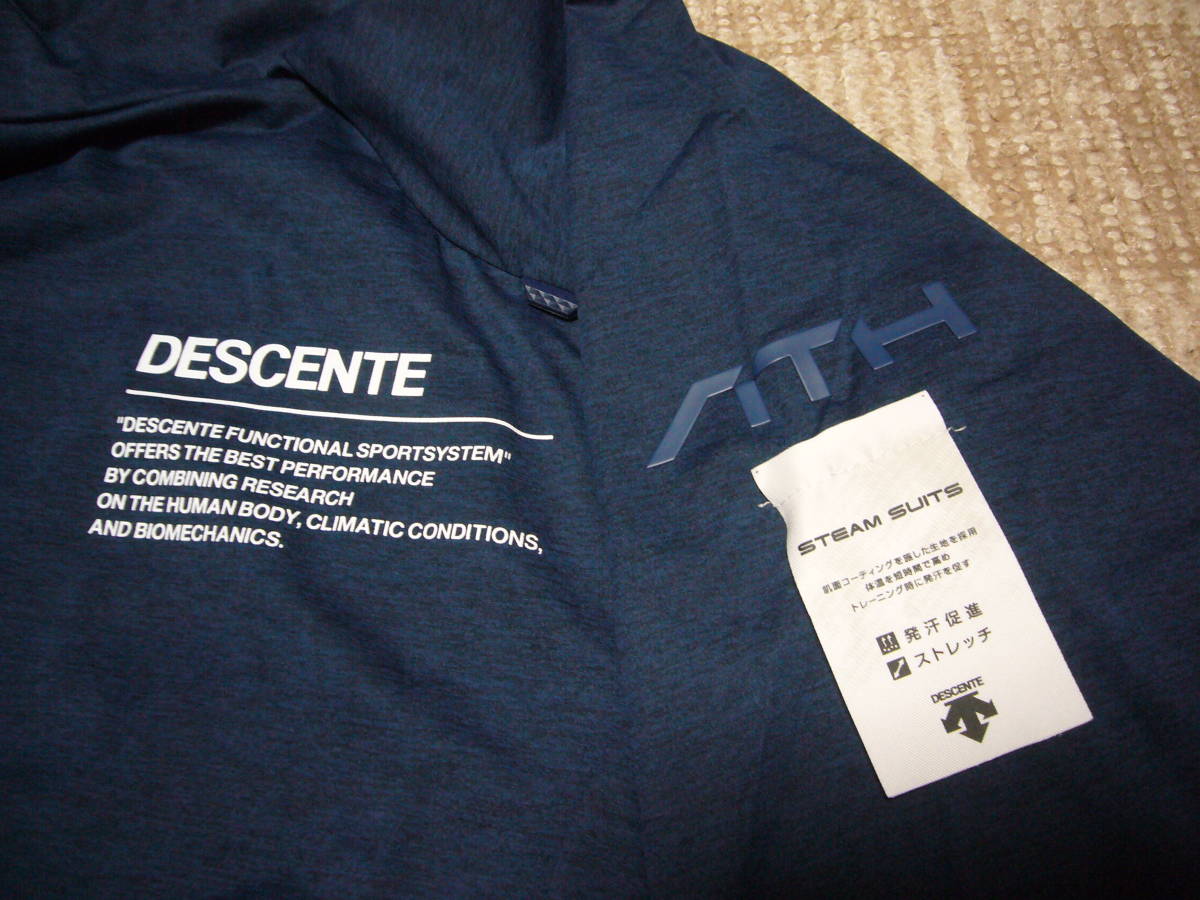 DESCENTE
"DESCENTE FUNCTIONAL SPORTSYSTEM"
OFFERS THE BEST PERFORMANCE
BY COMBINING RESEARCH
ON THE HUMAN BODY, CLIMATIC CONDITIONS,
AND BIOMECHANICS.
ATH
STEAM SUITS
肌面コーティングを施した生地を採用
体温を短時間で高め
トレーニング時に発汗を促す
発汗促進
ストレッチ
DESCENTE